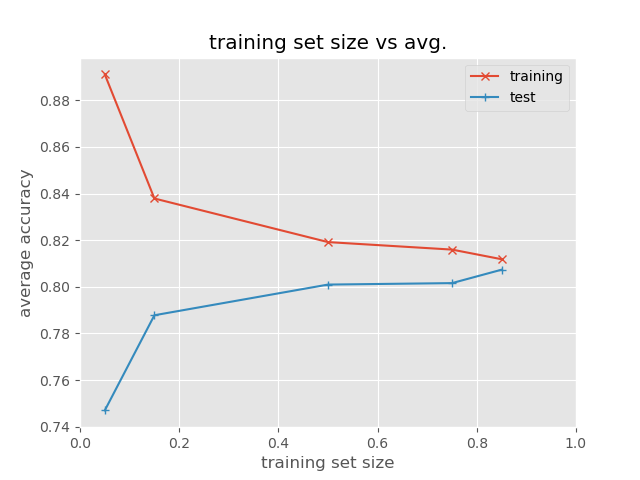 training set size vs avg.
training
test
average accuracy
0.88
0.86
0.84
0.82
0.80
0.78
0.76
0.74
0.0
0.2
0.4
0.6
0.8
1.0
training set size